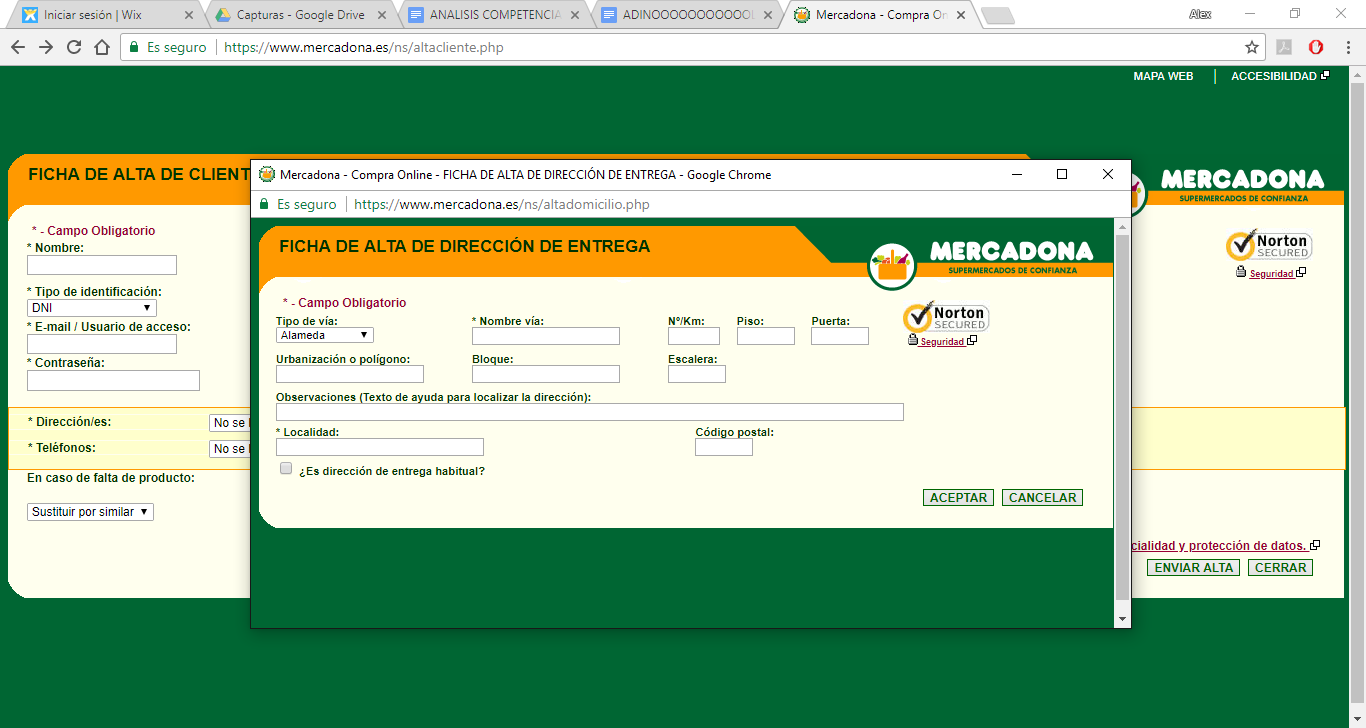 Iniciar sesión | Wix
Capturas - Google Drive
ANALISIS COMPETENCIA
ADINOOOOOOOOOOO
Mercadona - Compra On
Alex
Es seguro
https://www.mercadona.es/ns/altacliente.php
MAPA WEB
ACCESIBILIDAD
FICHA DE ALTA DE CLIENT
MERCADONA
SUPERMERCADOS DE CONFIANZA
Norton
SECURED
Seguridad
* - Campo Obligatorio
* Nombre:
* Tipo de identificación:
DNI
* E-mail / Usuario de acceso:
* Contraseña:
* Dirección/es:
No se
* Teléfonos:
No se
En caso de falta de producto:
Sustituir por similar
cialidad y protección de datos.
ENVIAR ALTA
CERRAR
Mercadona - Compra Online - FICHA DE ALTA DE DIRECCIÓN DE ENTREGA - Google Chrome
Es seguro
https://www.mercadona.es/ns/altadomicilio.php
FICHA DE ALTA DE DIRECCIÓN DE ENTREGA
MERCADONA
SUPERMERCADOS DE CONFIANZA
* - Campo Obligatorio
Norton
SECURED
Seguridad
Tipo de vía:
Alameda
* Nombre vía:
Nº/Km:
Piso:
Puerta:
Urbanización o polígono:
Bloque:
Escalera:
Observaciones (Texto de ayuda para localizar la dirección):
* Localidad:
Código postal:
¿Es dirección de entrega habitual?
ACEPTAR
CANCELAR